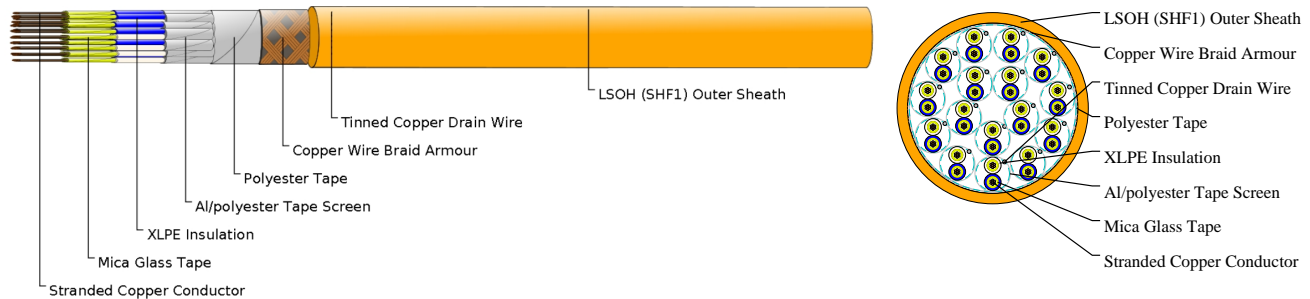 LSOH (SHF1) Outer Sheath
Tinned Copper Drain Wire
Copper Wire Braid Armour
Polyester Tape
Al/polyester Tape Screen
XLPE Insulation
Mica Glass Tape
Stranded Copper Conductor
LSOH (SHF1) Outer Sheath
Copper Wire Braid Armour
Tinned Copper Drain Wire
Polyester Tape
XLPE Insulation
Al/polyester Tape Screen
Mica Glass Tape
Stranded Copper Conductor